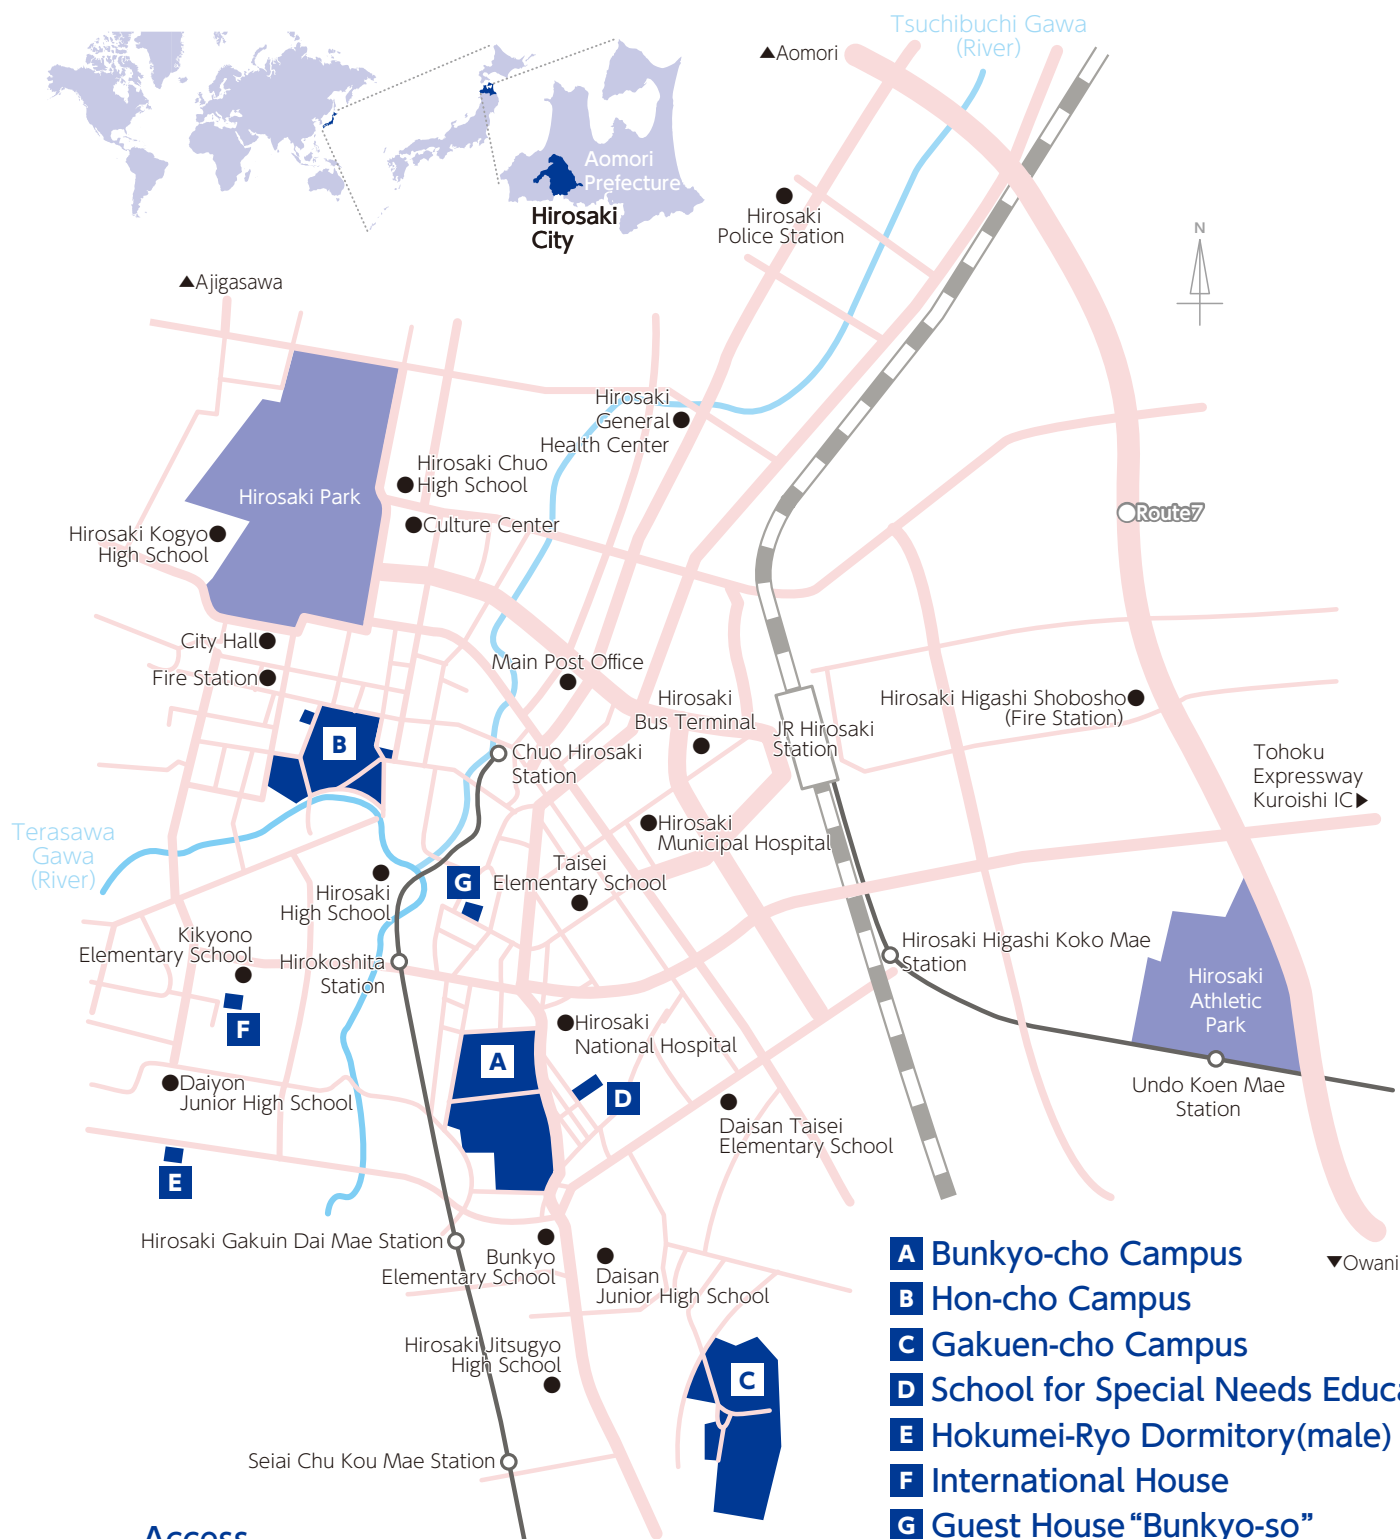 Tsuchibuchi Gawa
(River)
▲Aomori
Aomori
Prefecture
Hirosaki
City
Hirosaki
Police Station
N
▲Ajigasawa
Hirosaki
General
Health Center
Hirosaki Chuo
High School
Hirosaki Park
Culture Center
Route7
Hirosaki Kogyo
High School
City Hall
Fire Station
Main Post Office
Hirosaki
Bus Terminal
Hirosaki Higashi Shobosho
(Fire Station)
JR Hirosaki
Station
B
Chuo Hirosaki
Station
Tohoku
Expressway
Kuroishi IC▶
Terasawa
Gawa
(River)
Hirosaki
Municipal Hospital
Taisei
Elementary School
G
Hirosaki
High School
Kikyono
Elementary School
Hirokoshita
Station
Hirosaki Higashi Koko Mae
Station
Hirosaki
Athletic
Park
F
Hirosaki
National Hospital
A
D
Daiyon
Junior High School
Undo Koen Mae
Station
Daisan Taisei
Elementary School
E
Hirosaki Gakuin Dai Mae Station
Bunkyo
Elementary School
Daisan
Junior High School
▼Owani
Hirosaki Jitsugyo
High School
C
Seiai Chu Kou Mae Station
A Bunkyo-cho Campus
B Hon-cho Campus
C Gakuen-cho Campus
D School for Special Needs Educa
E Hokumei-Ryo Dormitory(male)
F International House
G Guest House “Bunkyo-so”
Access